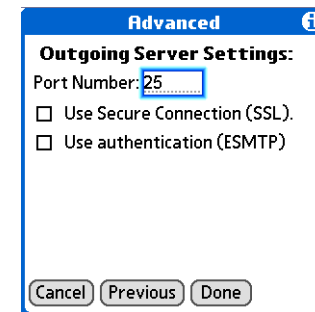 Advanced
Outgoing Server Settings:
Port Number: 25
Use Secure Connection (SSL).
Use authentication (ESMTP)
Cancel Previous Done